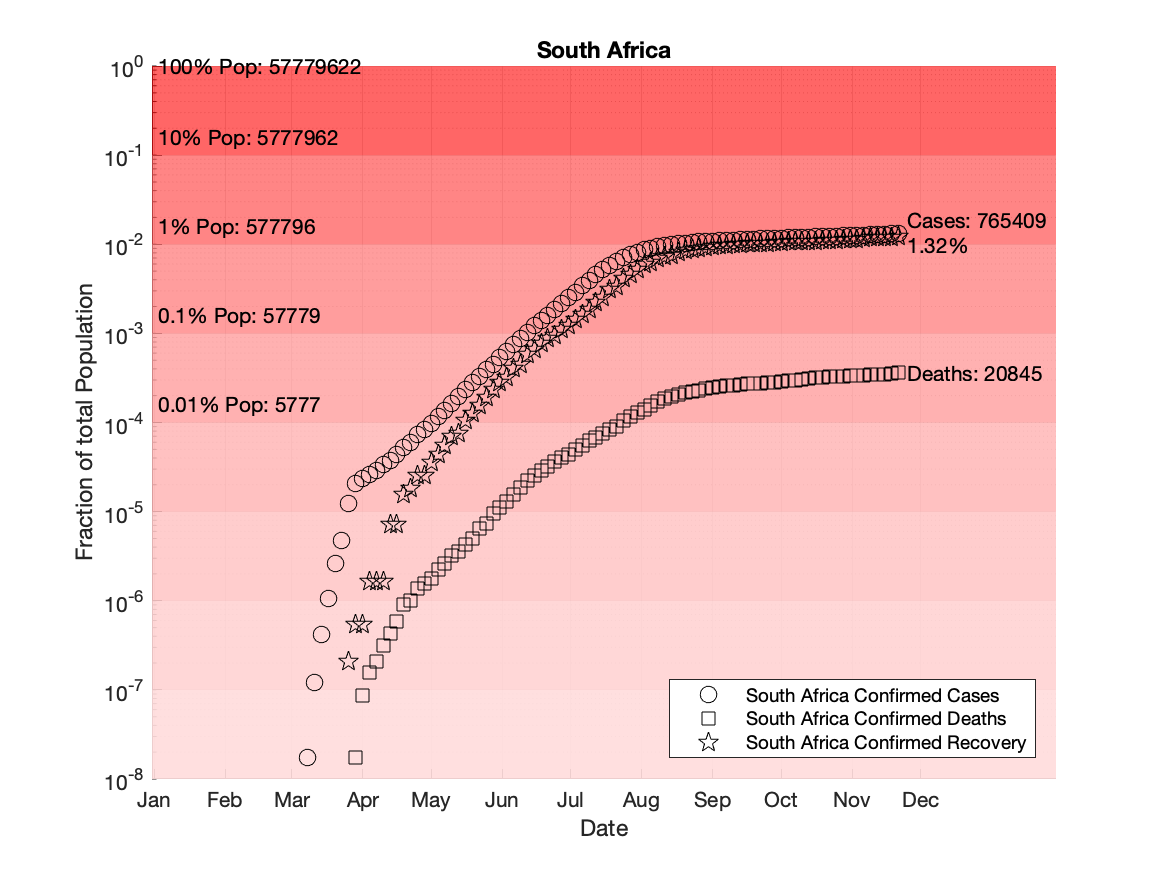 South Africa
10^0
100% Pop: 57779622
10% Pop: 5777962
10^-1
1% Pop: 577796
Cases: 765409
10^-2
1.32%
0.1% Pop: 57779
10^-3
Deaths: 20845
0.01% Pop: 5777
10^-4
10^-5
10^-6
10^-7
10^-8
Fraction of total Population
South Africa Confirmed Cases
South Africa Confirmed Deaths
South Africa Confirmed Recovery
Jan Feb Mar Apr May Jun Jul Aug Sep Oct Nov Dec
Date